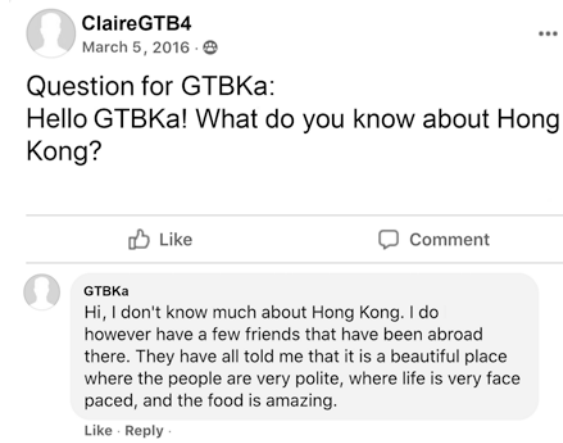 ClaireGTB4
March 5, 2016 ·
Question for GTBKa:
Hello GTBKa! What do you know about Hong
Kong?
Like
Comment
GTBKa
Hi, I don't know much about Hong Kong. I do
however have a few friends that have been abroad
there. They have all told me that it is a beautiful place
where the people are very polite, where life is very face
paced, and the food is amazing.
Like · Reply ·